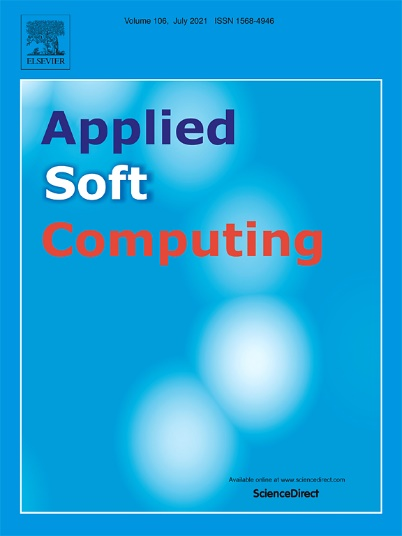 Volume 106, July 2021 ISSN 1568-4946
ELSEVIER
Applied
Soft
Computing
Available online at www.sciencedirect.com
ScienceDirect